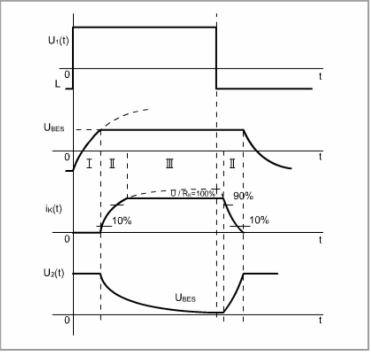 U1(t)
0
t
L
UBES
0
t
I
II
III
II
U/RK=100%
90%
iK(t)
10%
10%
0
t
U2(t)
UBES
0
t